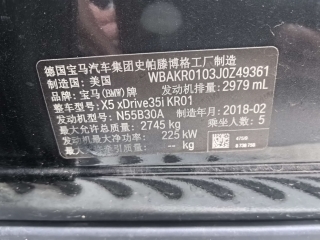 德国宝马汽车集团史帕滕博格工厂制造
制造国：美国 WBAKR0103J0Z49361
品牌：宝马(BMW)牌 发动机排量：2979 mL
整车型号：X5 xDrive35i KR01
发动机型号：N55B30A 制造年月：2018-02
最大允许总质量：2745 kg 乘坐人数：5
发动机最大净功率：225 kW
-- kg